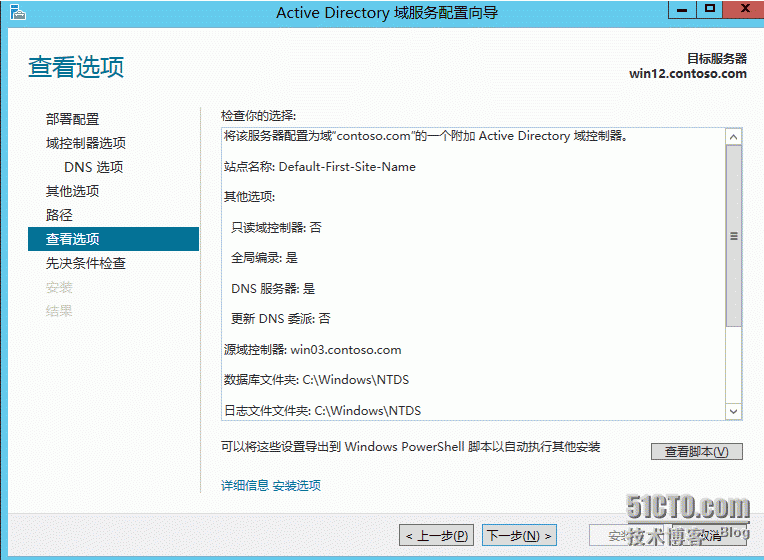 Active Directory 域服务配置向导
查看选项
目标服务器
win12.contoso.com
部署配置
域控制器选项
DNS 选项
其他选项
路径
查看选项
先决条件检查
安装
结果
检查你的选择:
将该服务器配置为域“contoso.com”的一个附加 Active Directory 域控制器。
站点名称: Default-First-Site-Name
其他选项:
只读域控制器: 否
全局编录: 是
DNS 服务器: 是
更新 DNS 委派: 否
源域控制器: win03.contoso.com
数据库文件夹: C:\Windows\NTDS
日志文件文件夹: C:\Windows\NTDS
可以将这些设置导出到 Windows PowerShell 脚本以自动执行其他安装
查看脚本(V)
详细信息 安装选项
< 上一步(P)
下一步(N) >
取消
51CTO.com
技术博客 Blog